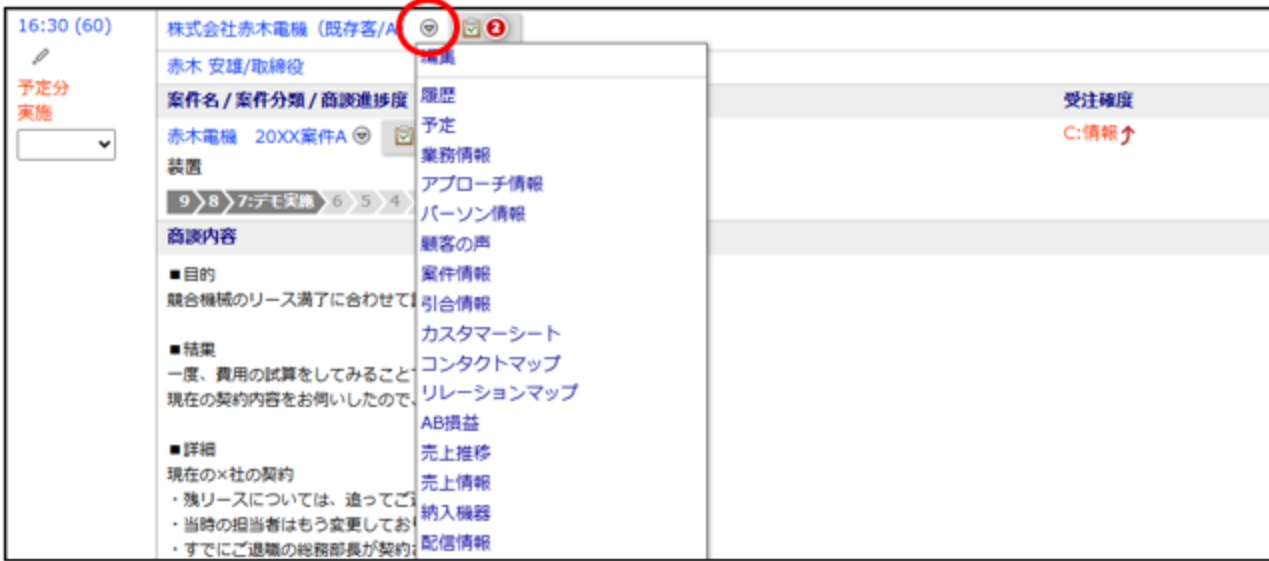 16:30 (60)
予定分
実施
株式会社赤木電機（既存客/A
2
赤木 安雄/取締役
案件名 / 案件分類 / 商談進捗度
受注確度
赤木電機　20XX案件A
C:情報
装置
9 8 7:デモ実施 6 5 4
商談内容
■目的
競合機械のリース満了に合わせて
■結果
一度、費用の試算をしてみること
現在の契約内容をお伺いしたので、
■詳細
現在の×社の契約
・残リースについては、追ってご
・当時の担当者はもう変更してお
・すでにご退職の総務部長が契約
編集
履歴
予定
業務情報
アプローチ情報
パーソン情報
顧客の声
案件情報
引合情報
カスタマーシート
コンタクトマップ
リレーションマップ
AB損益
売上推移
売上情報
納入機器
配信情報